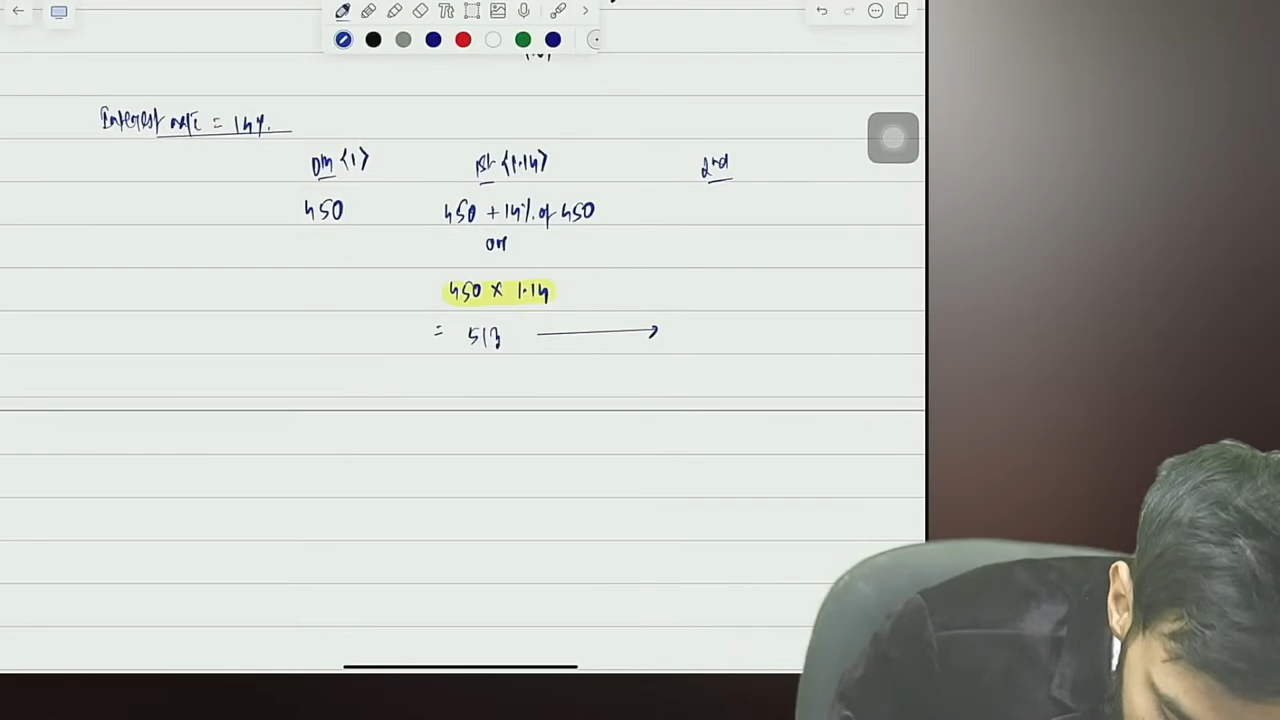 Interest rate = 14%.
0th {1} 1st {1.14} 2nd
450 450 + 14% of 450
or
450 × 1.14
= 513